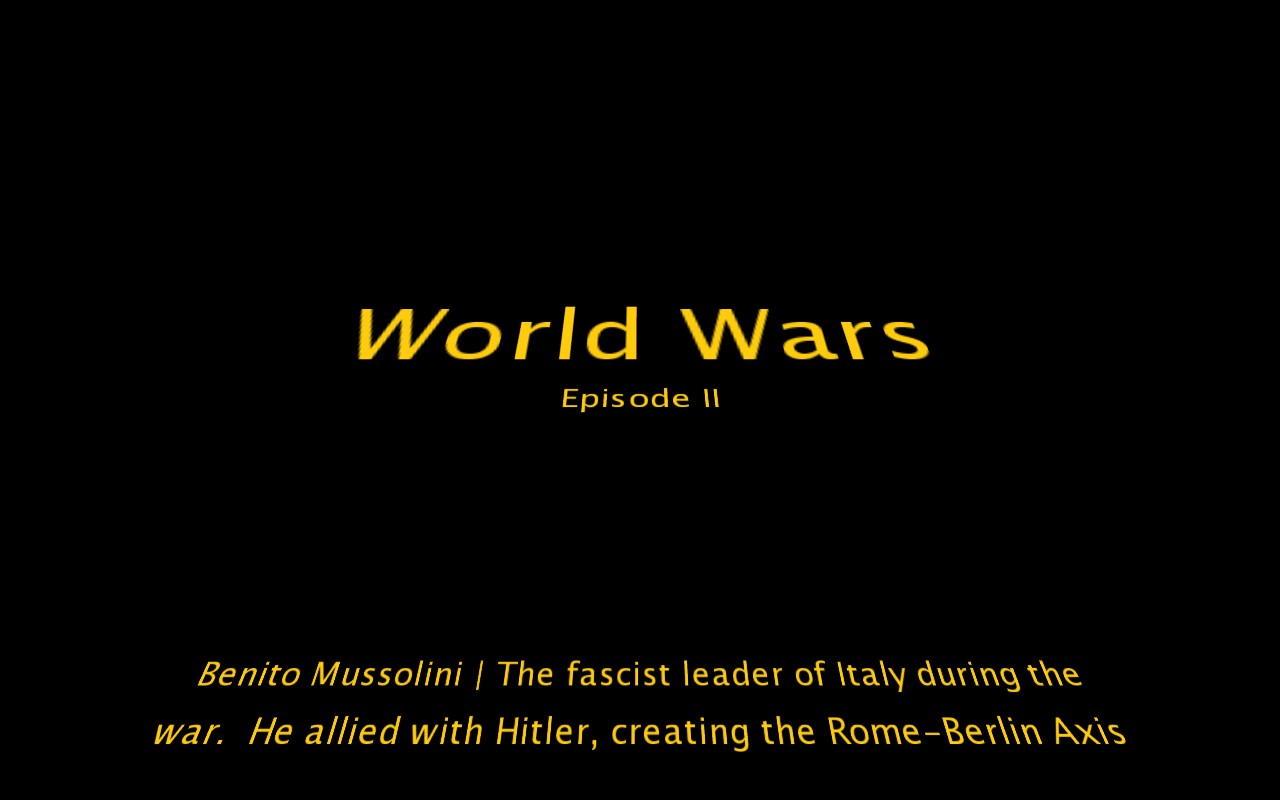 World Wars
Episode II
Benito Mussolini | The fascist leader of Italy during the
war.  He allied with Hitler, creating the Rome-Berlin Axis